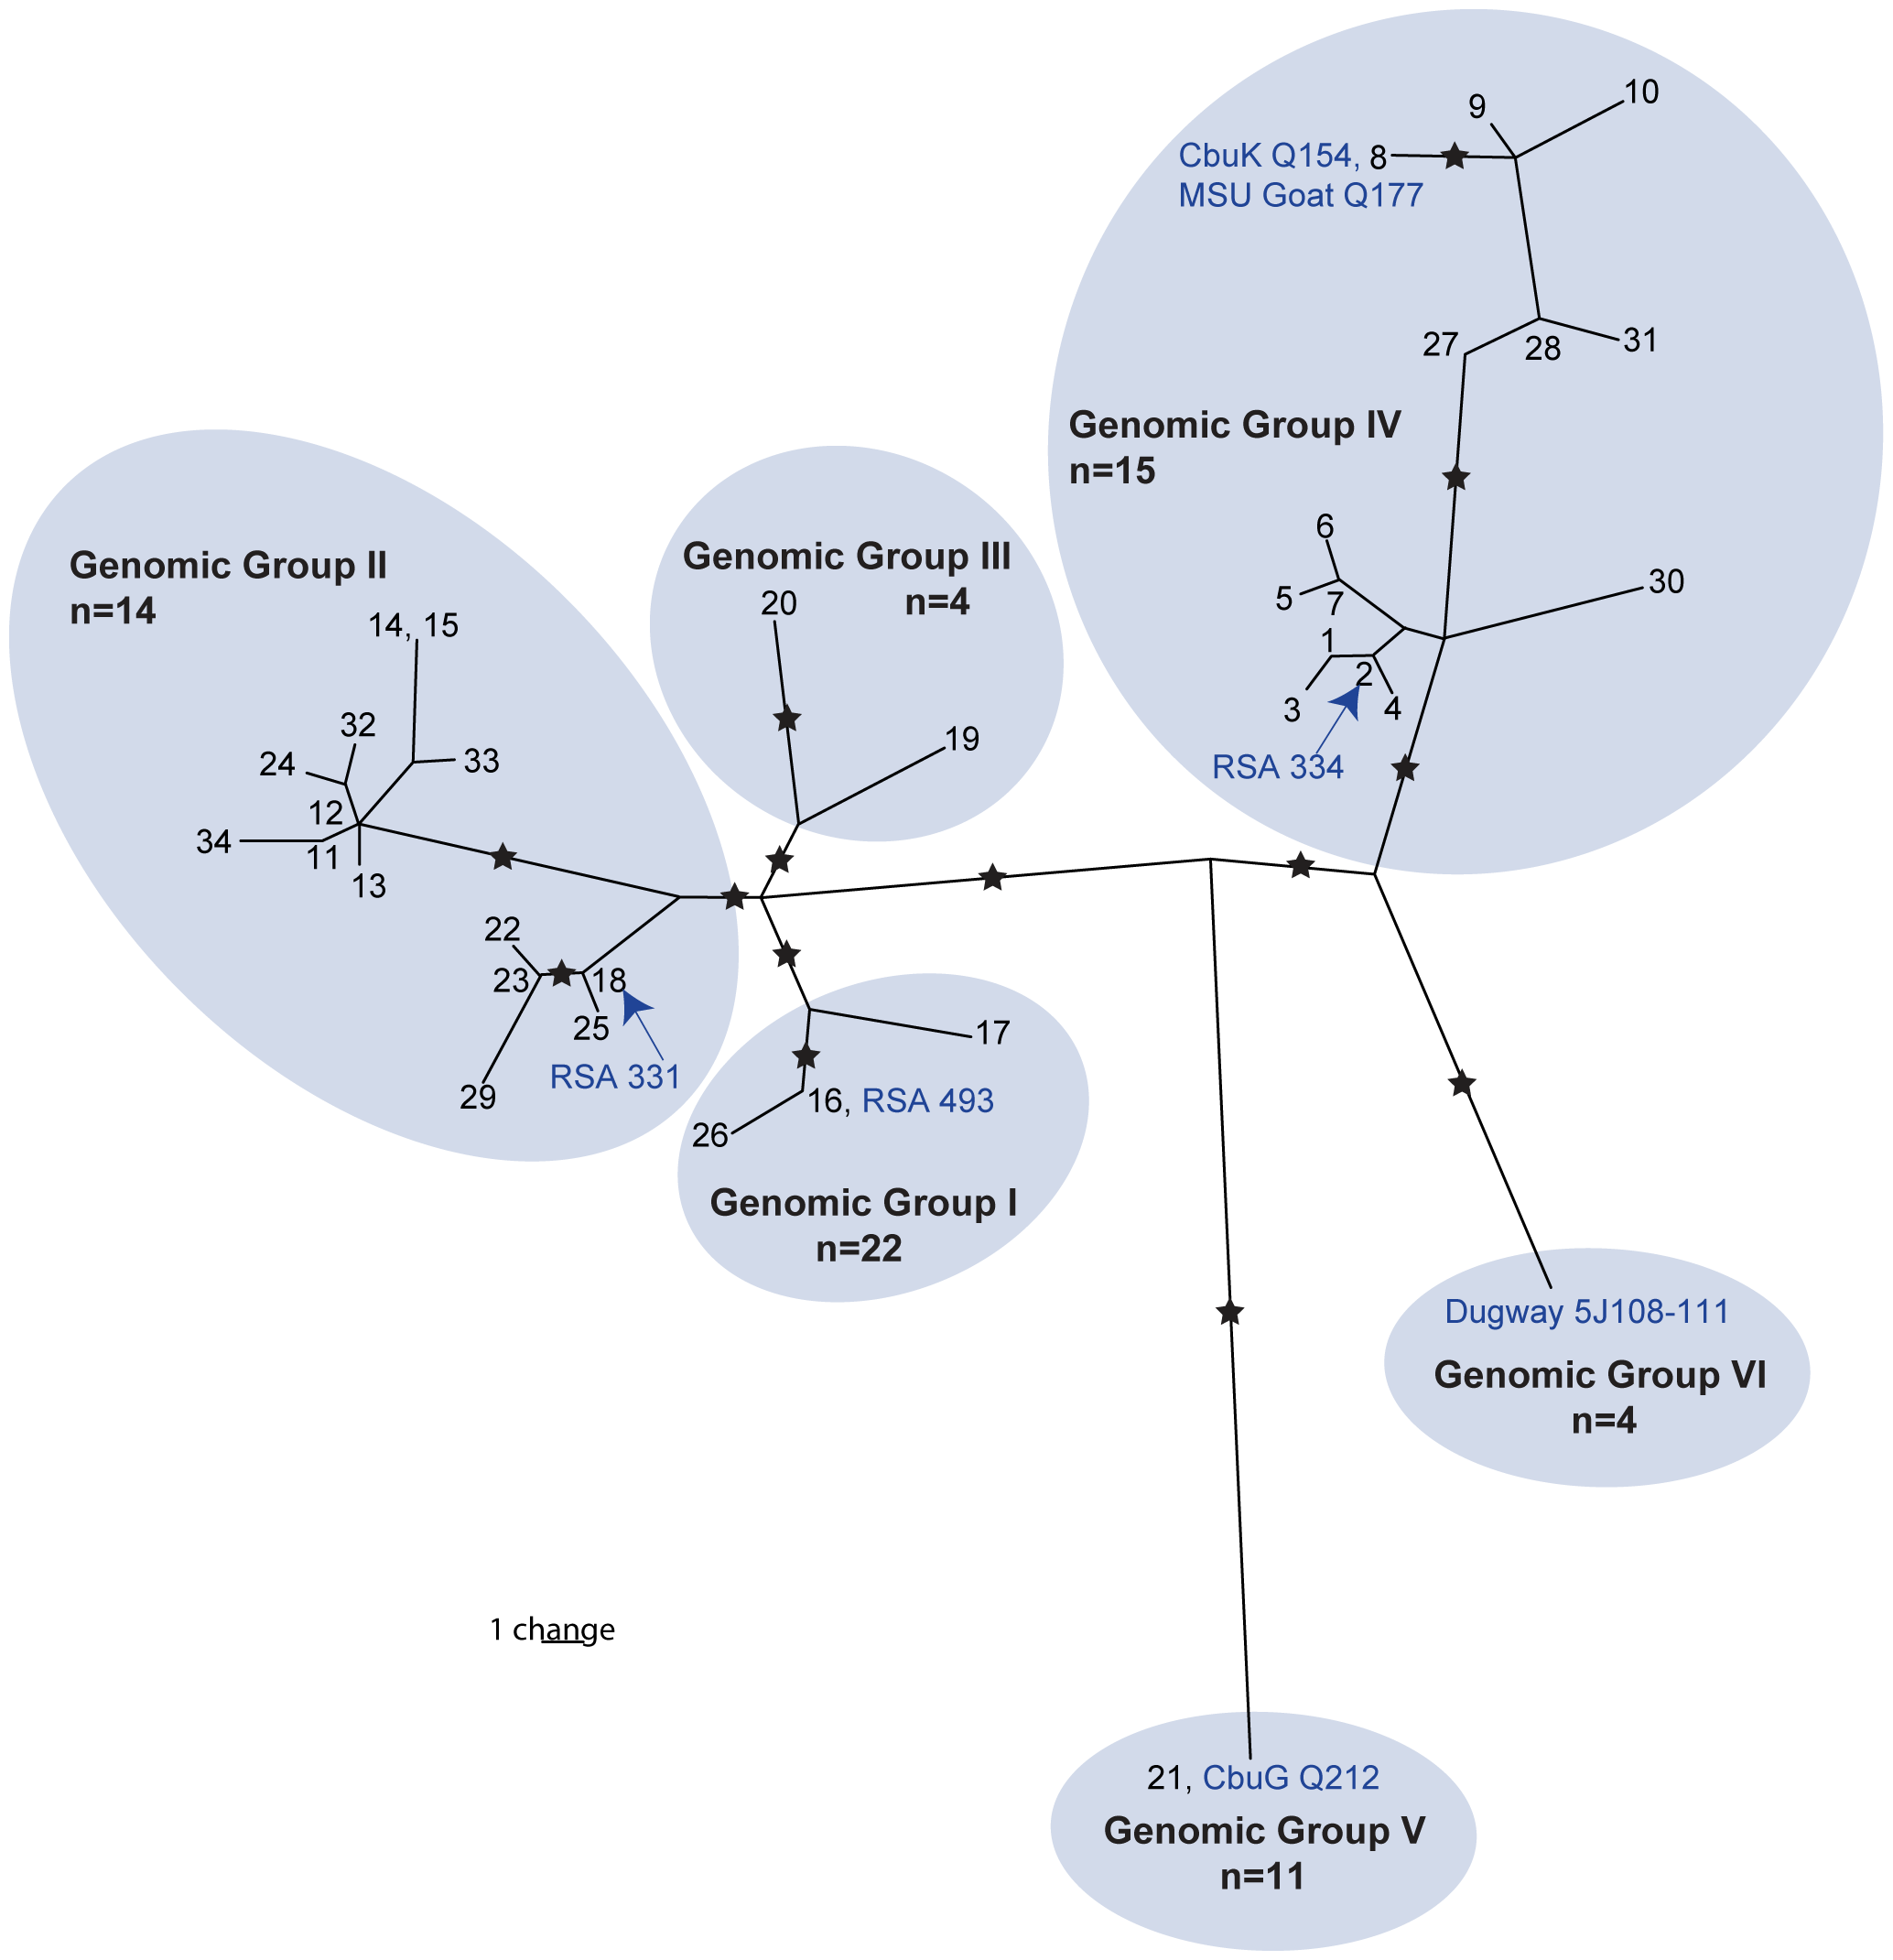 10
9
CbuK Q154, 8
MSU Goat Q177
27
28
31
Genomic Group IV
n=15
6
5
7
30
1
2
3
4
RSA 334
Genomic Group III
n=4
20
19
Genomic Group II
n=14
14, 15
32
24
33
12
34
11
13
22
23
18
25
29
RSA 331
17
16, RSA 493
26
Genomic Group I
n=22
Dugway 5J108-111
Genomic Group VI
n=4
1 change
21, CbuG Q212
Genomic Group V
n=11